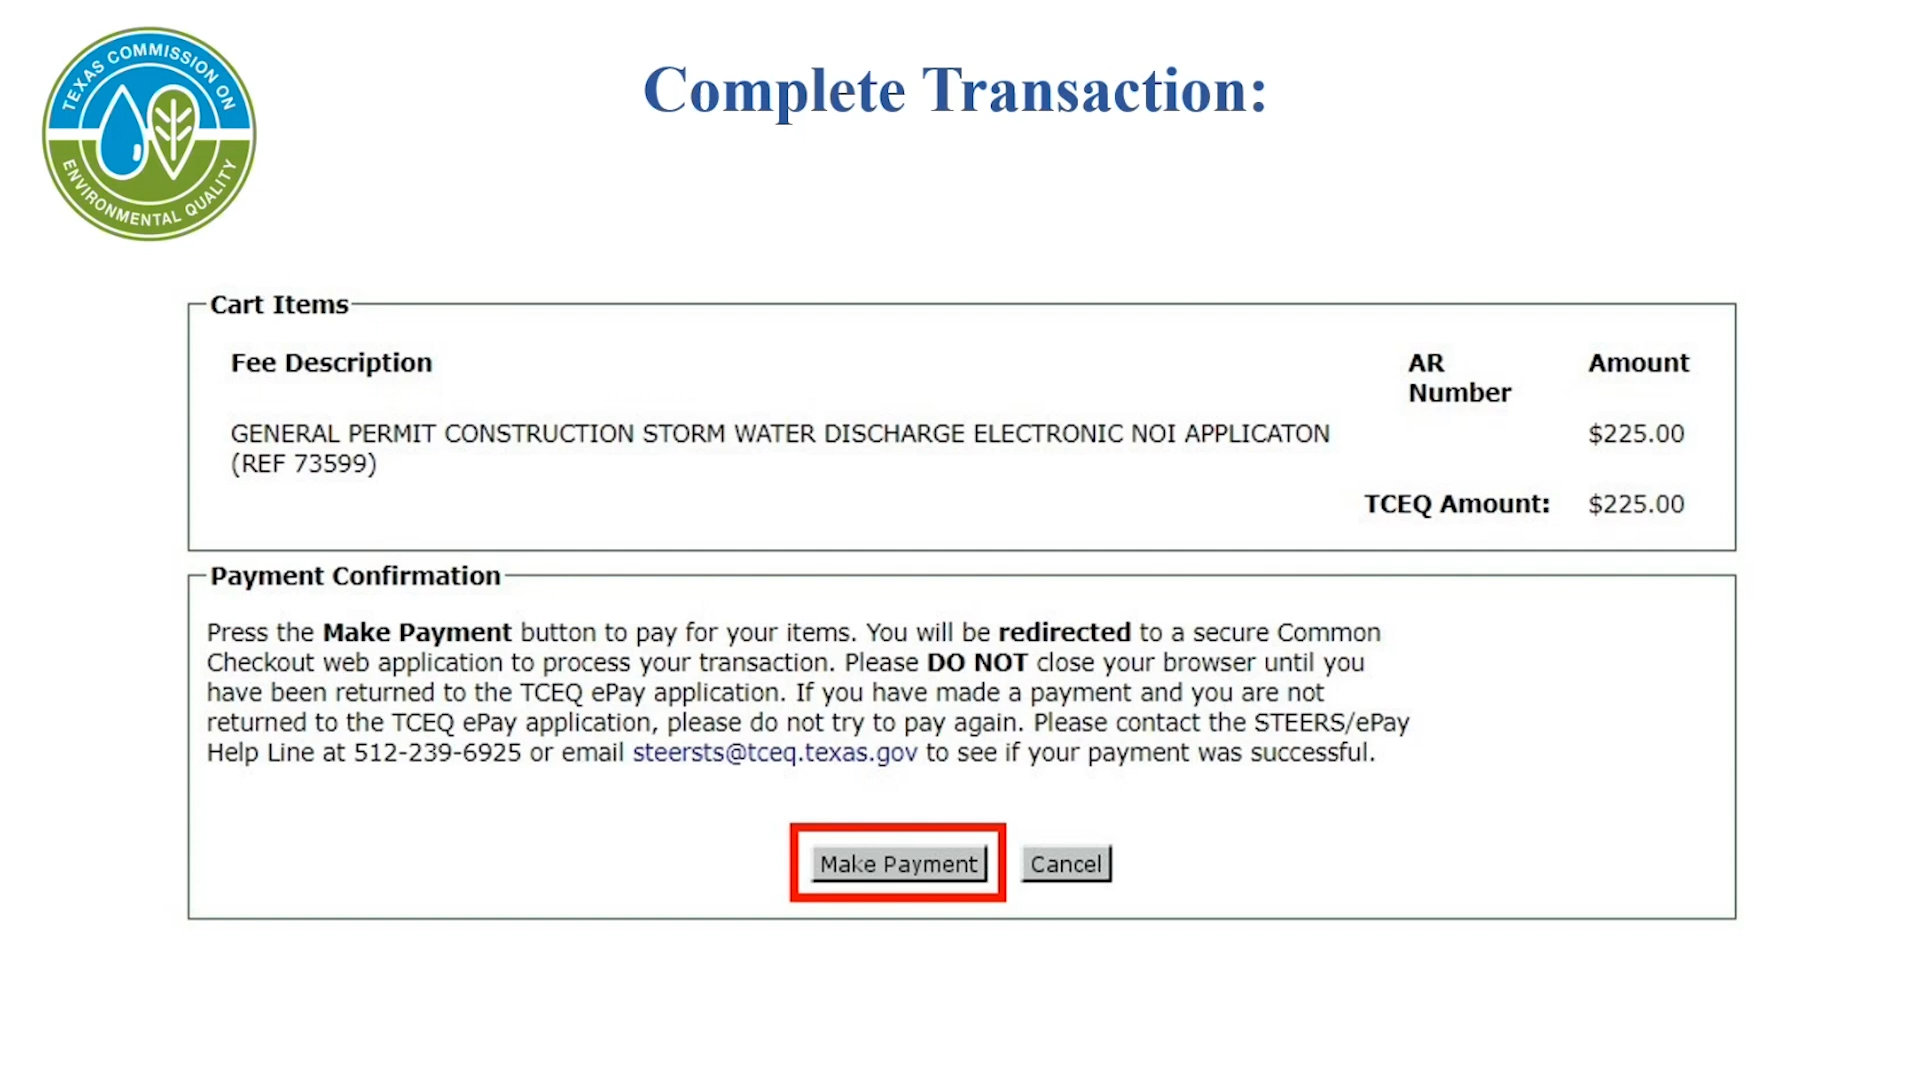 TEXAS COMMISSION ON
ENVIRONMENTAL QUALITY
Complete Transaction:
Cart Items
Fee Description AR Amount
Number
GENERAL PERMIT CONSTRUCTION STORM WATER DISCHARGE ELECTRONIC NOI APPLICATON $225.00
(REF 73599)
TCEQ Amount: $225.00
Payment Confirmation
Press the Make Payment button to pay for your items. You will be redirected to a secure Common
Checkout web application to process your transaction. Please DO NOT close your browser until you
have been returned to the TCEQ ePay application. If you have made a payment and you are not
returned to the TCEQ ePay application, please do not try to pay again. Please contact the STEERS/ePay
Help Line at 512-239-6925 or email steersts@tceq.texas.gov to see if your payment was successful.
Make Payment Cancel